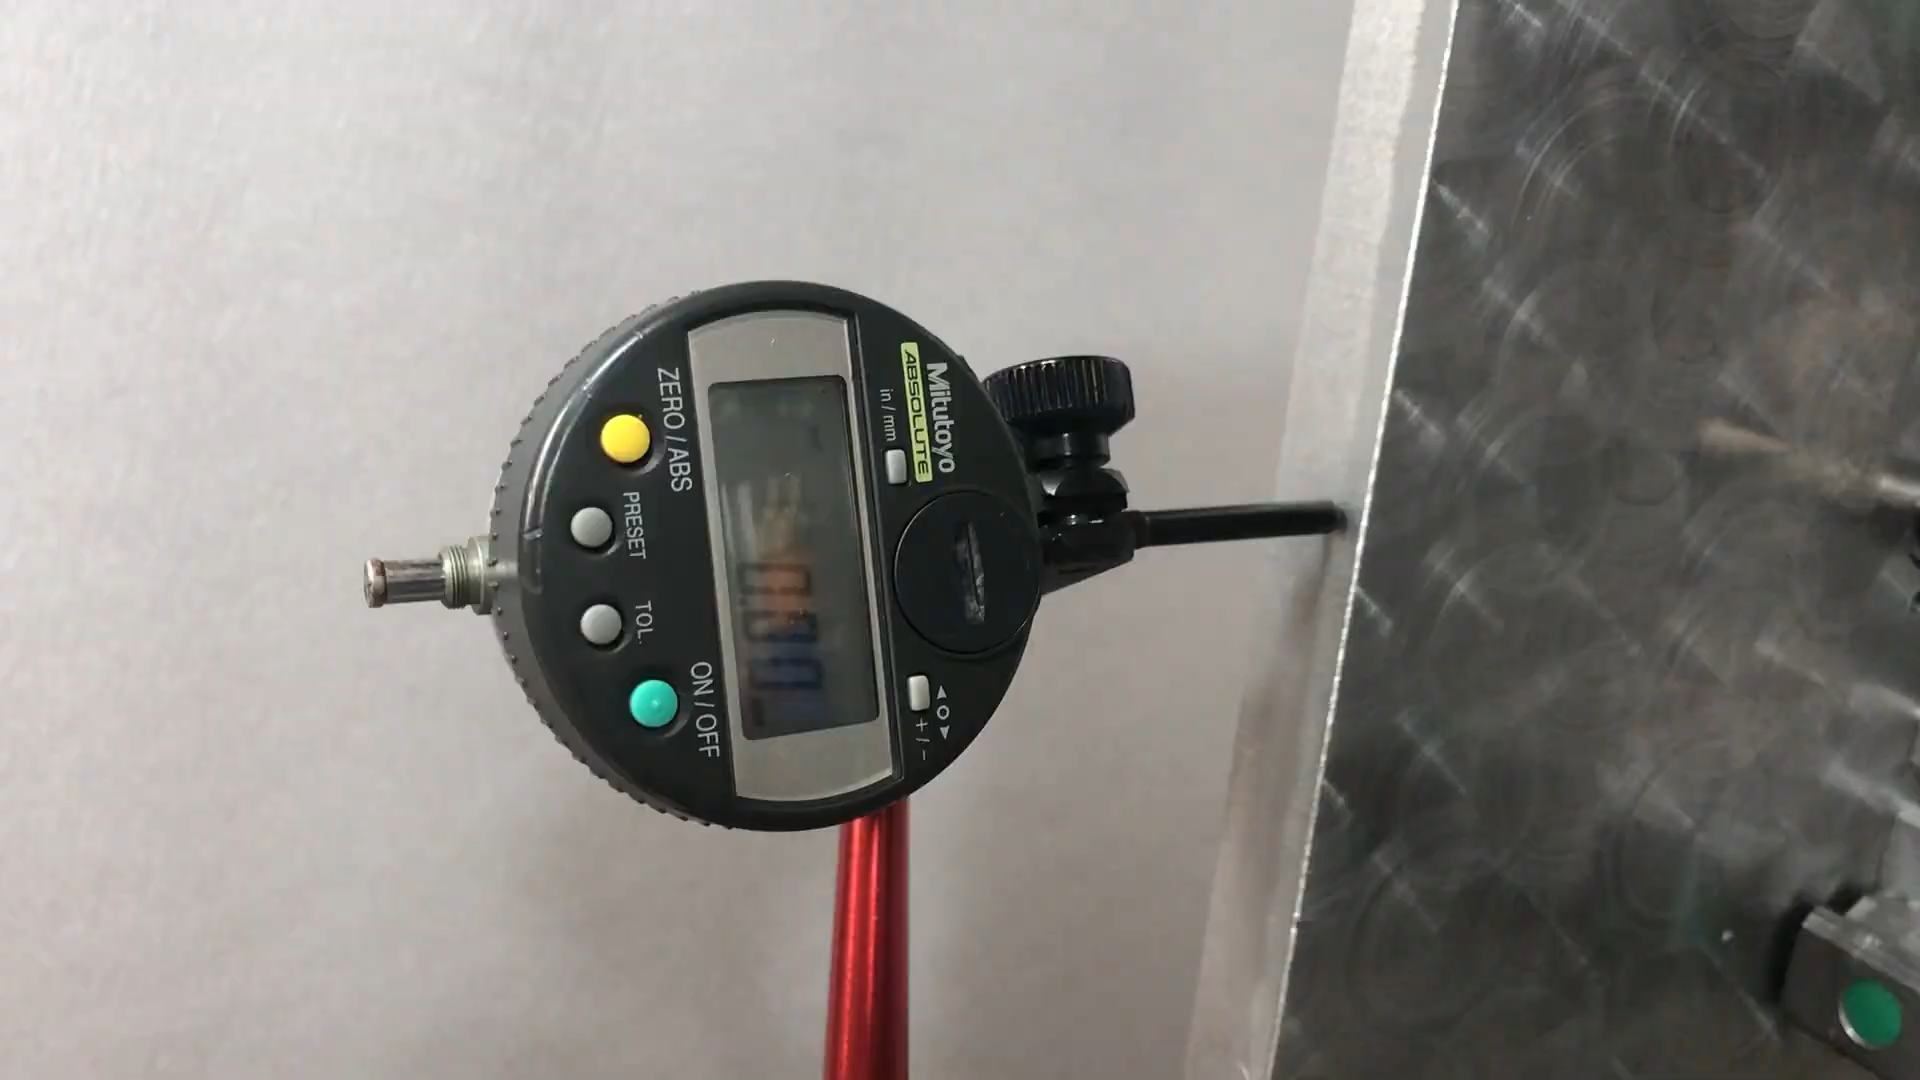 Mitutoyo
ABSOLUTE
in / mm
◄ O ►
+ / −
ZERO / ABS
PRESET
TOL.
ON / OFF